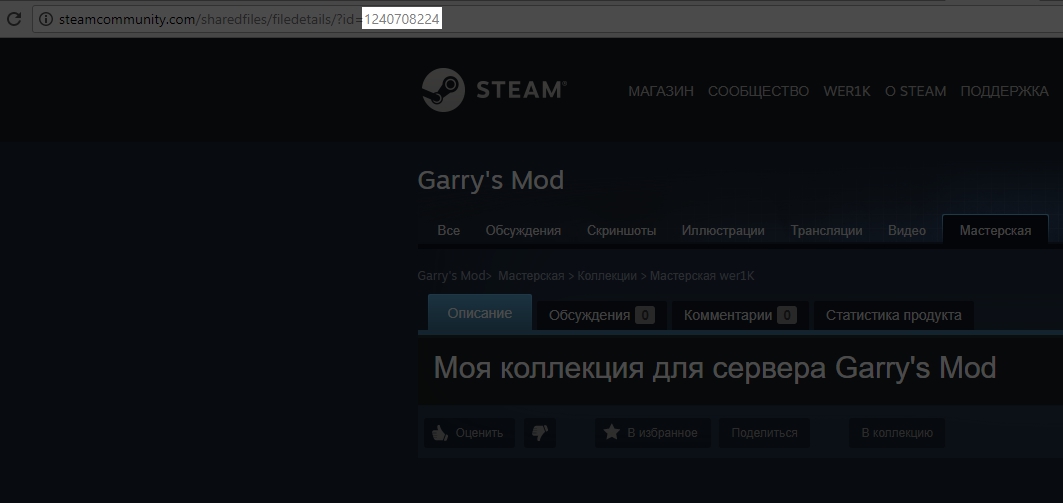 steamcommunity.com/sharedfiles/filedetails/?id=1240708224
STEAM®
МАГАЗИН СООБЩЕСТВО WER1K О STEAM ПОДДЕРЖКА
Garry's Mod
Все Обсуждения Скриншоты Иллюстрации Трансляции Видео Мастерская
Garry's Mod> Мастерская > Коллекции > Мастерская wer1K
Описание Обсуждения 0 Комментарии 0 Статистика продукта
Моя коллекция для сервера Garry's Mod
Оценить В избранное Поделиться В коллекцию